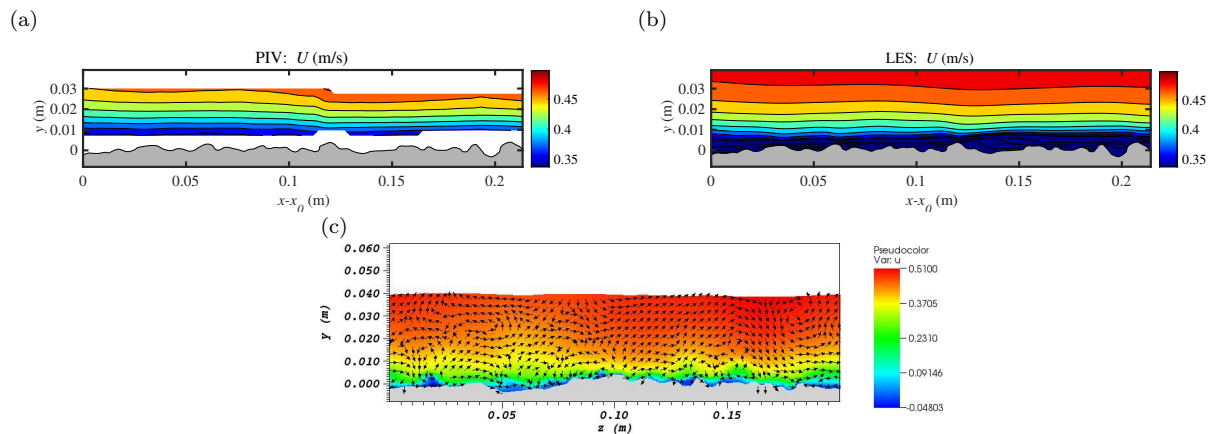 (a)
PIV: U (m/s)
y (m)
0.03
0.02
0.01
0
0 0.05 0.1 0.15 0.2
x-x0 (m)
0.45
0.4
0.35
(b)
LES: U (m/s)
y (m)
0.03
0.02
0.01
0
0 0.05 0.1 0.15 0.2
x-x0 (m)
0.45
0.4
0.35
(c)
Y (m)
0.060
0.050
0.040
0.030
0.020
0.010
0.000
0.05 0.10 0.15
z (m)
Pseudocolor
Var: u
0.5100
0.3705
0.2310
0.09146
-0.04803